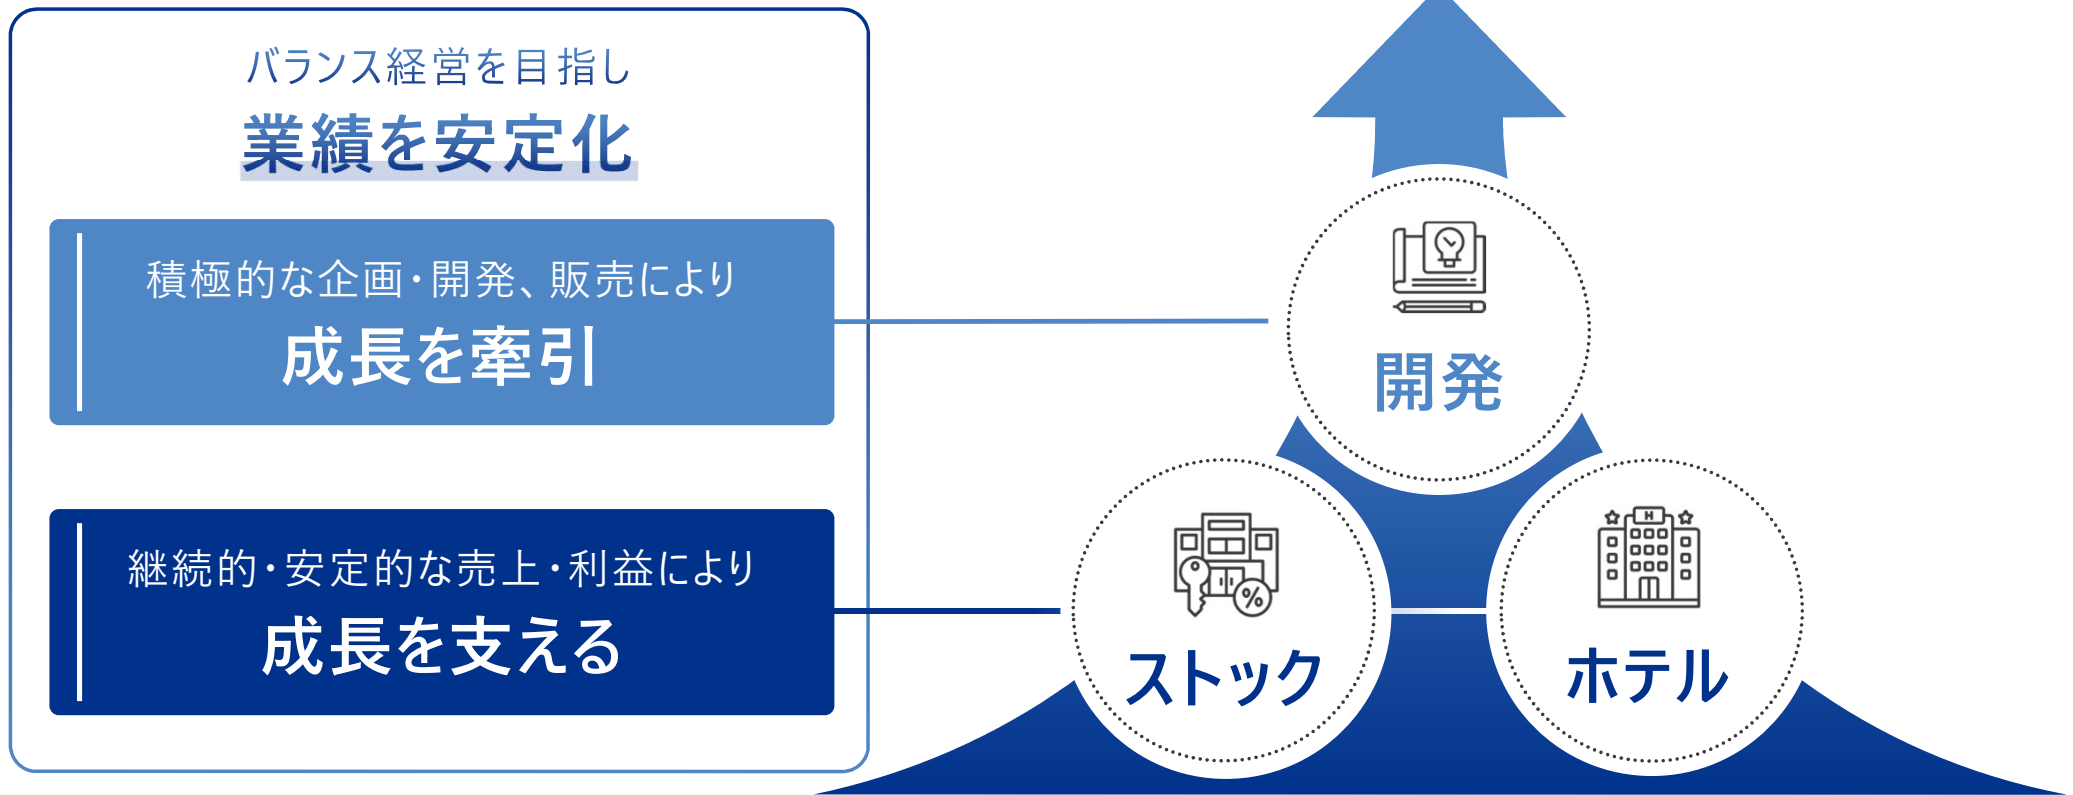 バランス経営を目指し
業績を安定化
積極的な企画・開発、販売により
成長を牽引
継続的・安定的な売上・利益により
成長を支える
開発
ストック
%
H
ホテル